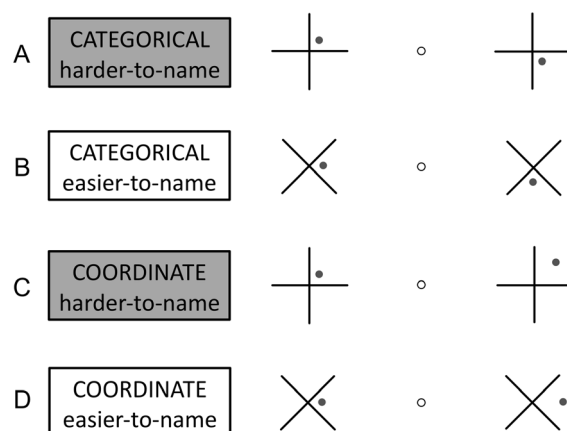 A
CATEGORICAL
harder-to-name
B
CATEGORICAL
easier-to-name
C
COORDINATE
harder-to-name
D
COORDINATE
easier-to-name